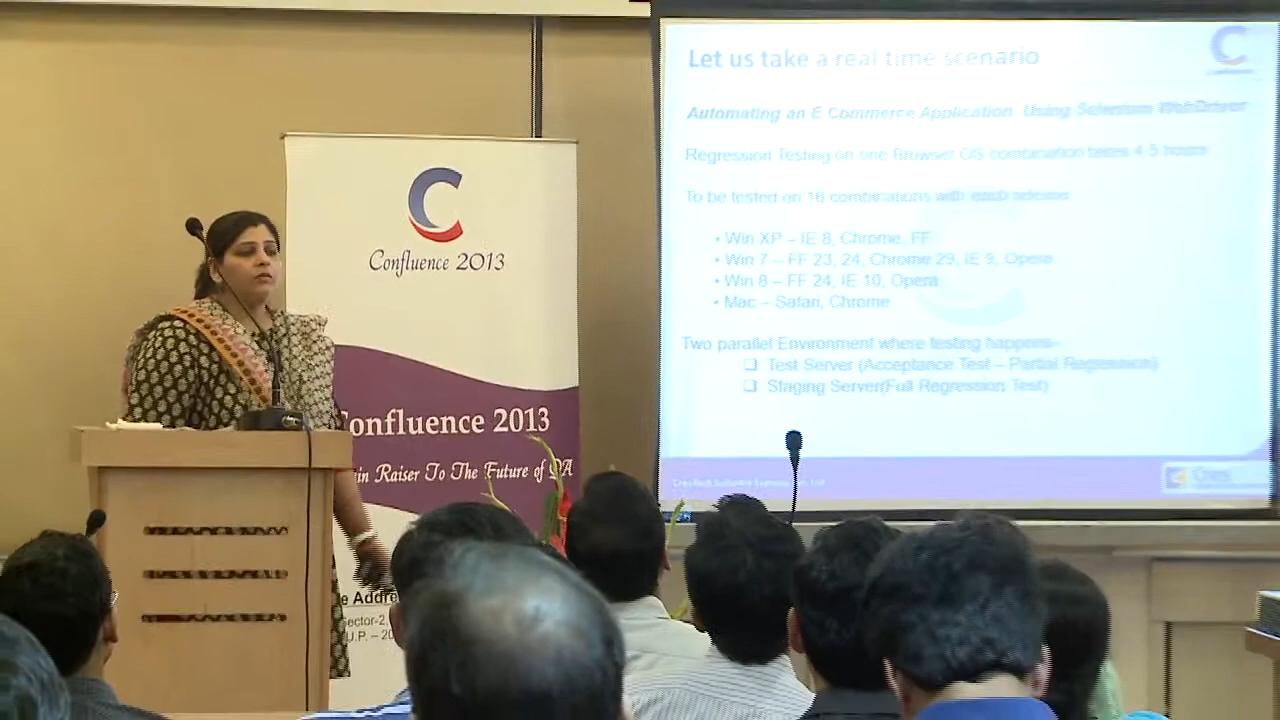 Let us take a real time scenario
Automating an E Commerce Application Using Selenium WebDriver
Regression Testing on one Browser OS combination takes 4-5 hours
To be tested on 16 combinations with each release
• Win XP – IE 8, Chrome, FF
• Win 7 – FF 23, 24, Chrome 29, IE 9, Opera
• Win 8 – FF 24, IE 10, Opera
• Mac – Safari, Chrome
Two parallel Environment where testing happens-
❑ Test Server (Acceptance Test – Partial Regression)
❑ Staging Server(Full Regression Test)
C
Confluence 2013
Confluence 2013
Raiser To The Future of QA
Sector-2,
U.P. – 20